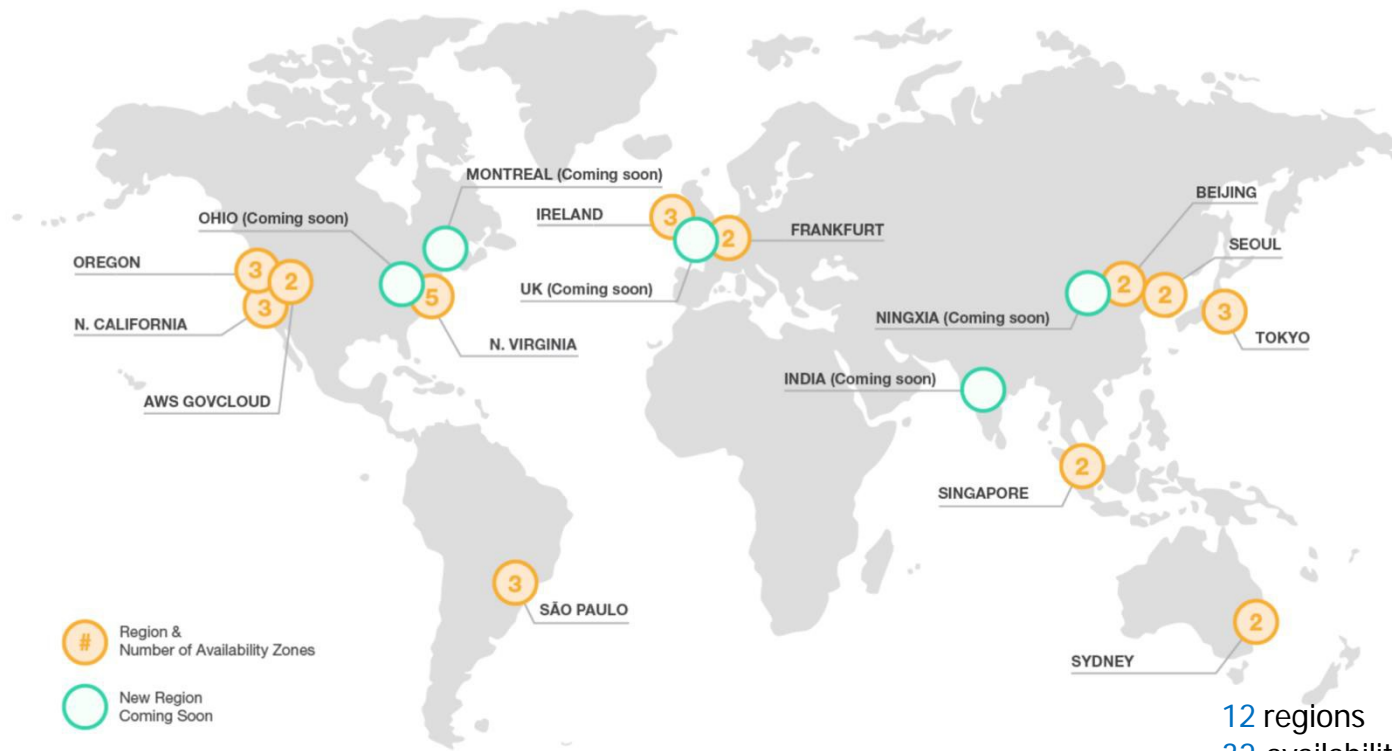 MONTREAL (Coming soon)
BEIJING
IRELAND
OHIO (Coming soon)
FRANKFURT
SEOUL
OREGON
3
2
3
2
2
2
3
3
5
UK (Coming soon)
NINGXIA (Coming soon)
N. CALIFORNIA
N. VIRGINIA
TOKYO
INDIA (Coming soon)
AWS GOVCLOUD
2
SINGAPORE
3
SÃO PAULO
2
# Region &
Number of Availability Zones
SYDNEY
New Region
Coming Soon
12 regions